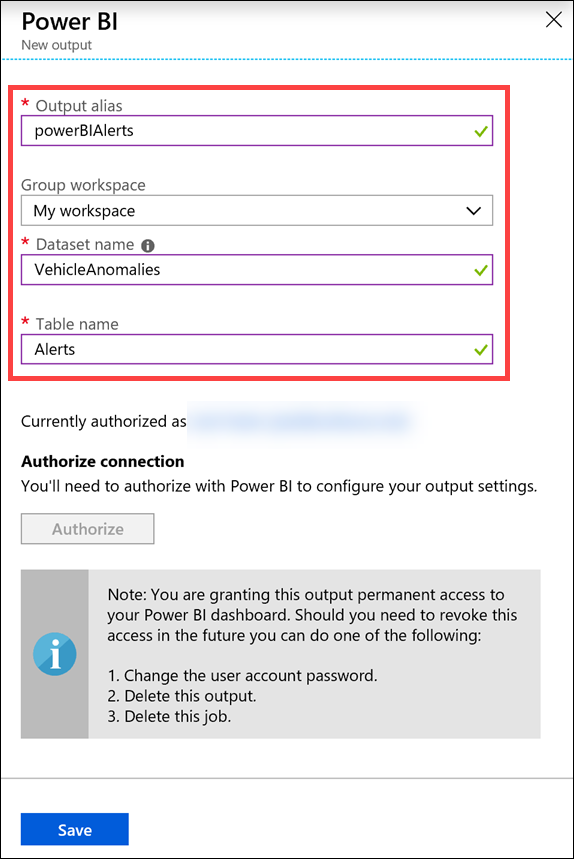 Power BI
New output
* Output alias
powerBIAlerts
Group workspace
My workspace
* Dataset name
VehicleAnomalies
* Table name
Alerts
Currently authorized as
Authorize connection
You'll need to authorize with Power BI to configure your output settings.
Authorize
Note: You are granting this output permanent access to
your Power BI dashboard. Should you need to revoke this
access in the future you can do one of the following:
1. Change the user account password.
2. Delete this output.
3. Delete this job.
Save